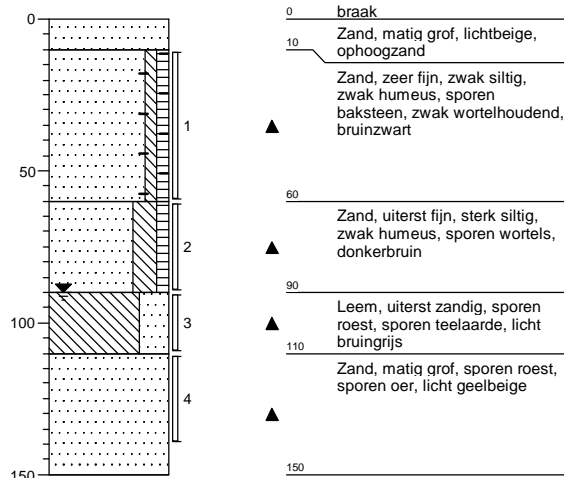 0
50
100
150
1
2
3
4
0
braak
Zand, matig grof, lichtbeige,
ophoogzand
10
Zand, zeer fijn, zwak siltig,
zwak humeus, sporen
baksteen, zwak wortelhoudend,
bruinzwart
60
Zand, uiterst fijn, sterk siltig,
zwak humeus, sporen wortels,
donkerbruin
90
Leem, uiterst zandig, sporen
roest, sporen teelaarde, licht
bruingrijs
110
Zand, matig grof, sporen roest,
sporen oer, licht geelbeige
150